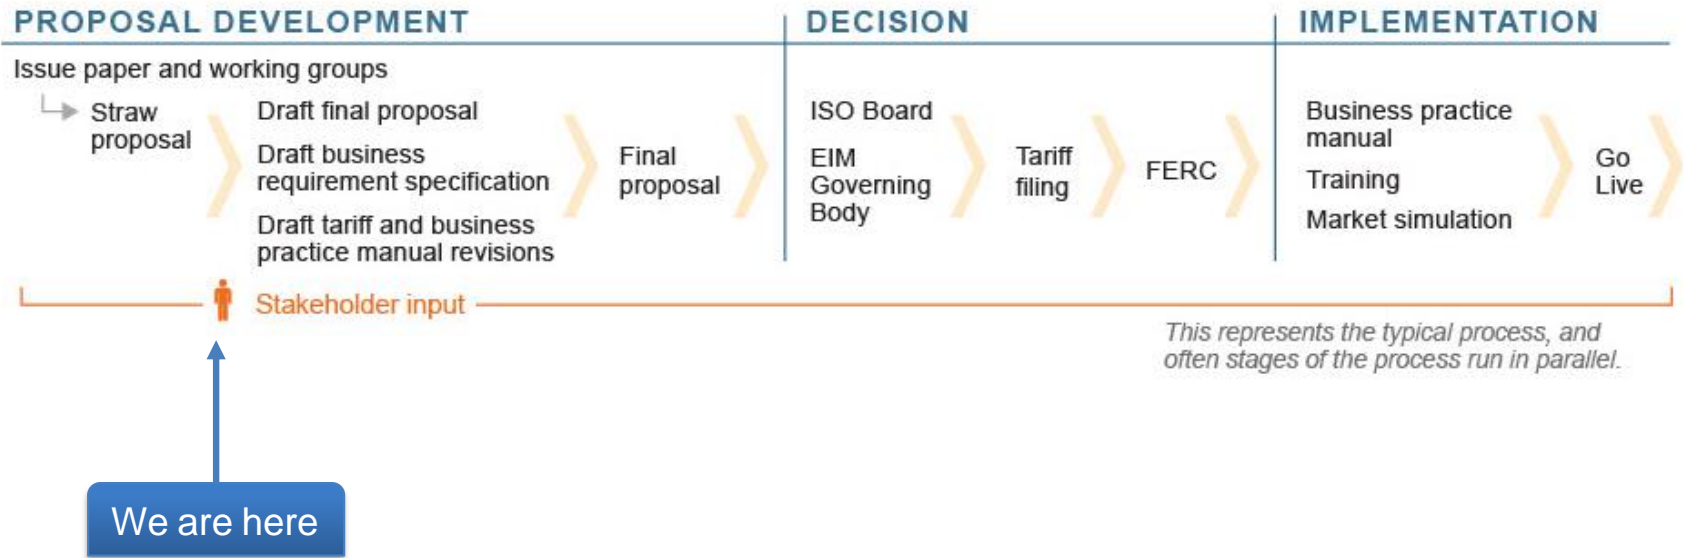 PROPOSAL DEVELOPMENT
Issue paper and working groups
Straw
proposal
Draft final proposal
Draft business
requirement specification
Draft tariff and business
practice manual revisions
Final
proposal
DECISION
ISO Board
EIM
Governing
Body
Tariff
filing
FERC
IMPLEMENTATION
Business practice
manual
Training
Market simulation
Go
Live
Stakeholder input
This represents the typical process, and
often stages of the process run in parallel.
We are here